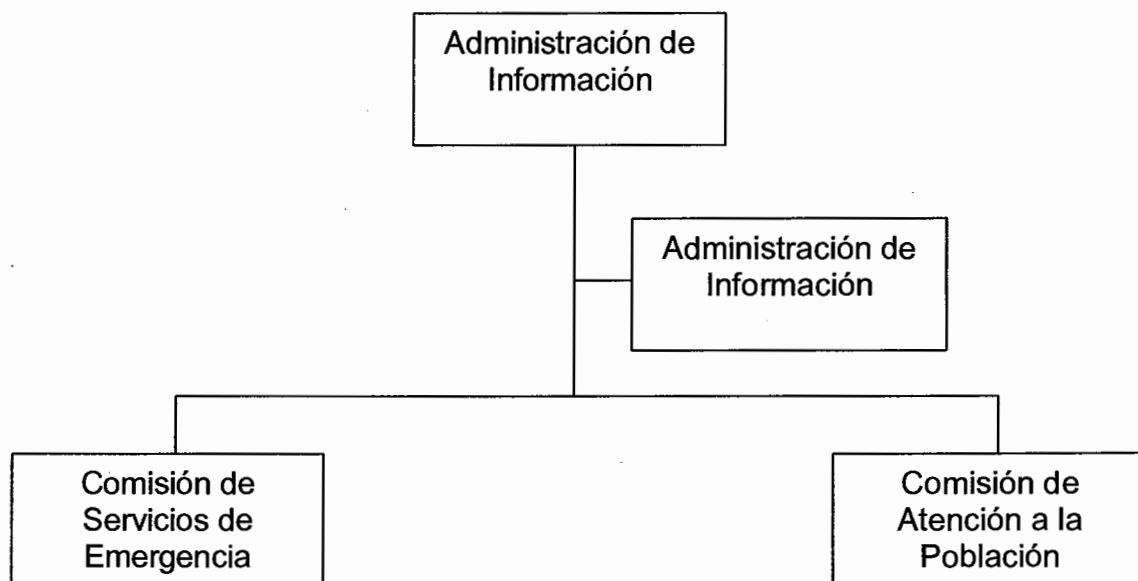 Administración de
Información
Administración de
Información
Comisión de
Servicios de
Emergencia
Comisión de
Atención a la
Población